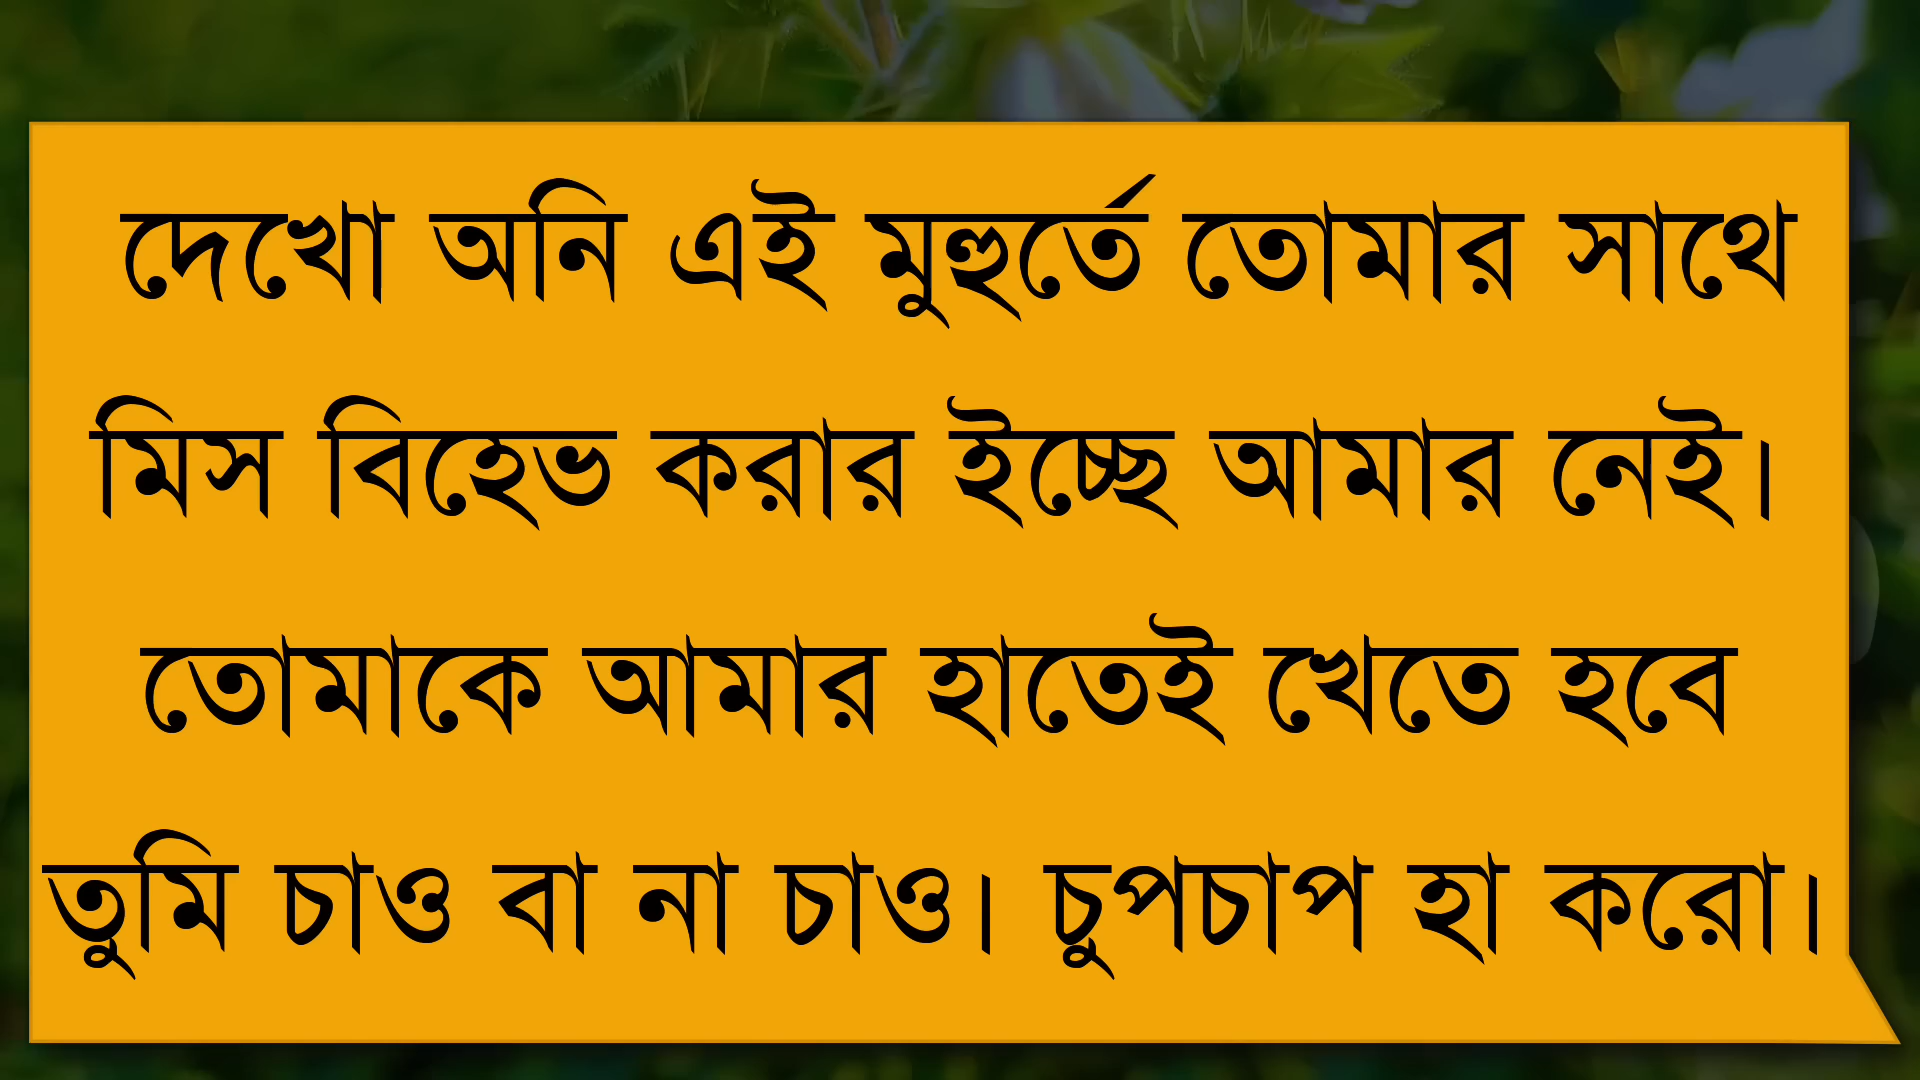 দেখো অনি এই মুহুর্তে তোমার সাথে
মিস বিহেভ করার ইচ্ছে আমার নেই।
তোমাকে আমার হাতেই খেতে হবে
তুমি চাও বা না চাও। চুপচাপ হা করো।